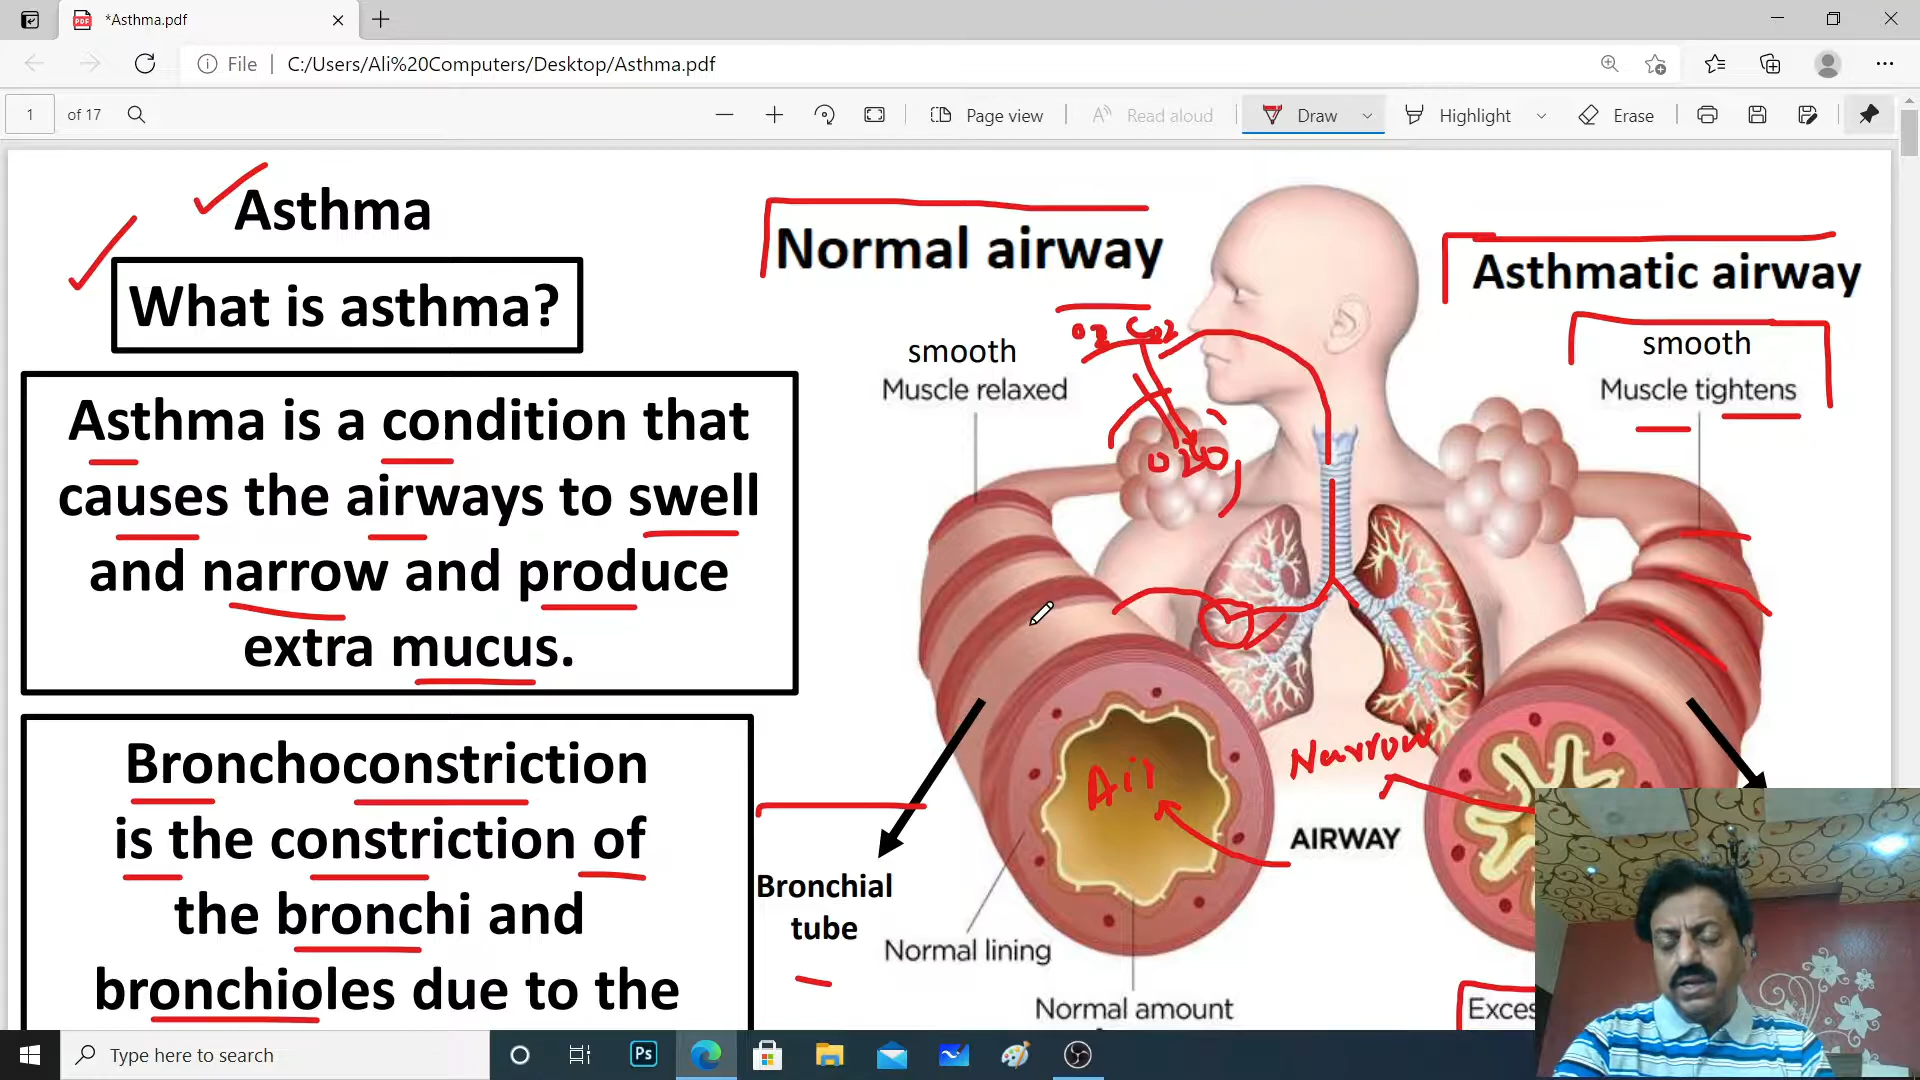 *Asthma.pdf
File
C:/Users/Ali%20Computers/Desktop/Asthma.pdf
1
of 17
Page view
Read aloud
Draw
Highlight
Erase
Asthma
What is asthma?
Asthma is a condition that
causes the airways to swell
and narrow and produce
extra mucus.
Bronchoconstriction
is the constriction of
the bronchi and
bronchioles due to the
Normal airway
smooth
Muscle relaxed
O2 CO2
Asthmatic airway
smooth
Muscle tightens
Air
Narrow
AIRWAY
Bronchial
tube
Normal lining
Normal amount
Exces
Type here to search
Ps